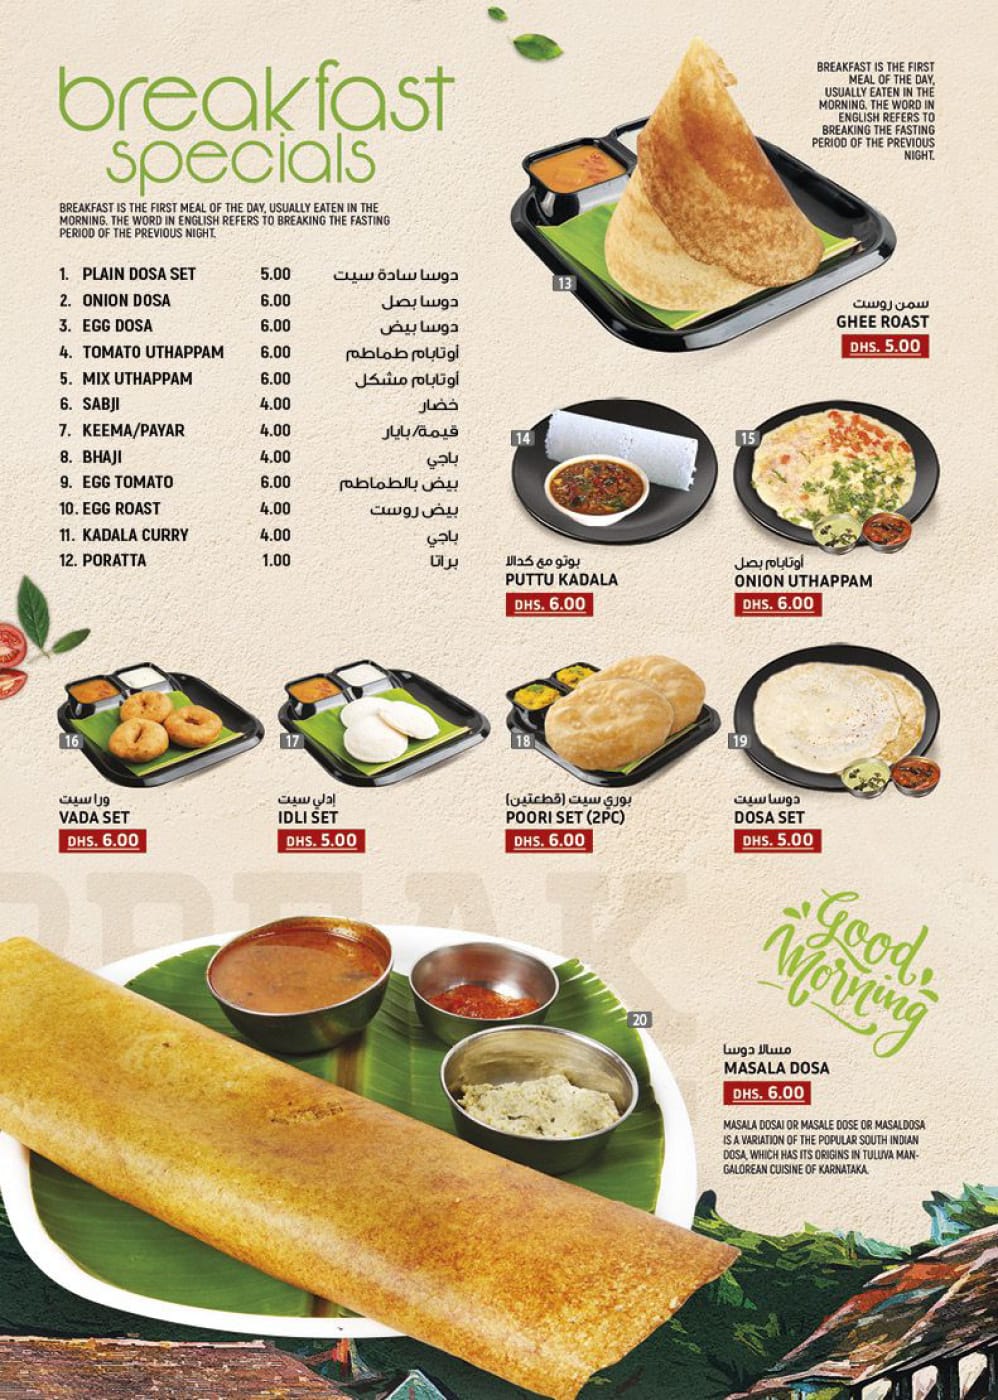 breakfast
specials
BREAKFAST IS THE FIRST MEAL OF THE DAY, USUALLY EATEN IN THE
MORNING. THE WORD IN ENGLISH REFERS TO BREAKING THE FASTING
PERIOD OF THE PREVIOUS NIGHT.
1. PLAIN DOSA SET 5.00 دوسا سادة سيت
2. ONION DOSA 6.00 دوسا بصل
3. EGG DOSA 6.00 دوسا بيض
4. TOMATO UTHAPPAM 6.00 أوتابام طماطم
5. MIX UTHAPPAM 6.00 أوتابام مشكل
6. SABJI 4.00 خضار
7. KEEMA/PAYAR 4.00 قيمة/بايار
8. BHAJI 4.00 باجي
9. EGG TOMATO 6.00 بيض بالطماطم
10. EGG ROAST 4.00 بيض روست
11. KADALA CURRY 4.00 باجي
12. PORATTA 1.00 براتا
BREAKFAST IS THE FIRST
MEAL OF THE DAY,
USUALLY EATEN IN THE
MORNING. THE WORD IN
ENGLISH REFERS TO
BREAKING THE FASTING
PERIOD OF THE PREVIOUS
NIGHT.
13
سمن روست
GHEE ROAST
DHS. 5.00
14
بوتو مع كدالا
PUTTU KADALA
DHS. 6.00
15
أوتابام بصل
ONION UTHAPPAM
DHS. 6.00
16
ورا سيت
VADA SET
DHS. 6.00
17
إدلي سيت
IDLI SET
DHS. 5.00
18
بوري سيت (قطعتين)
POORI SET (2PC)
DHS. 6.00
19
دوسا سيت
DOSA SET
DHS. 5.00
BREAK
Good
Morning
20
مسالا دوسا
MASALA DOSA
DHS. 6.00
MASALA DOSAI OR MASALE DOSE OR MASALDOSA
IS A VARIATION OF THE POPULAR SOUTH INDIAN
DOSA, WHICH HAS ITS ORIGINS IN TULUVA MAN-
GALOREAN CUISINE OF KARNATAKA.